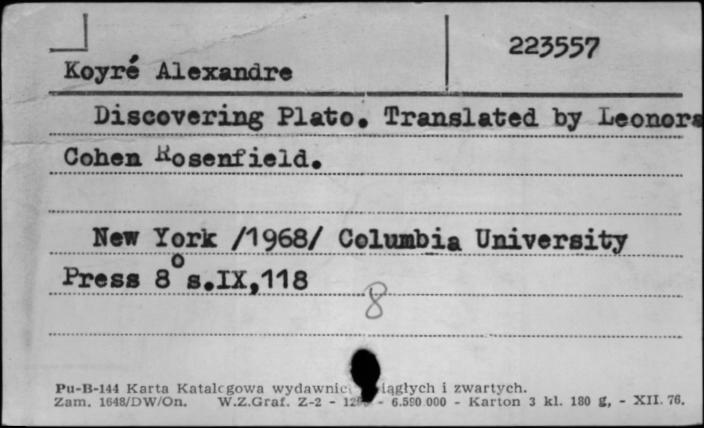 223557
Koyré Alexandre
Discovering Plato. Translated by Leonora
Cohen Rosenfield.
New York /1968/ Columbia University
Press 8° s.IX,118
8
Pu-B-144 Karta Katalogowa wydawnic ciągłych i zwartych.
Zam. 1648/DW/On. W.Z.Graf. Z-2 - - 6.590 000 - Karton 3 kl. 180 g, - XII. 76.